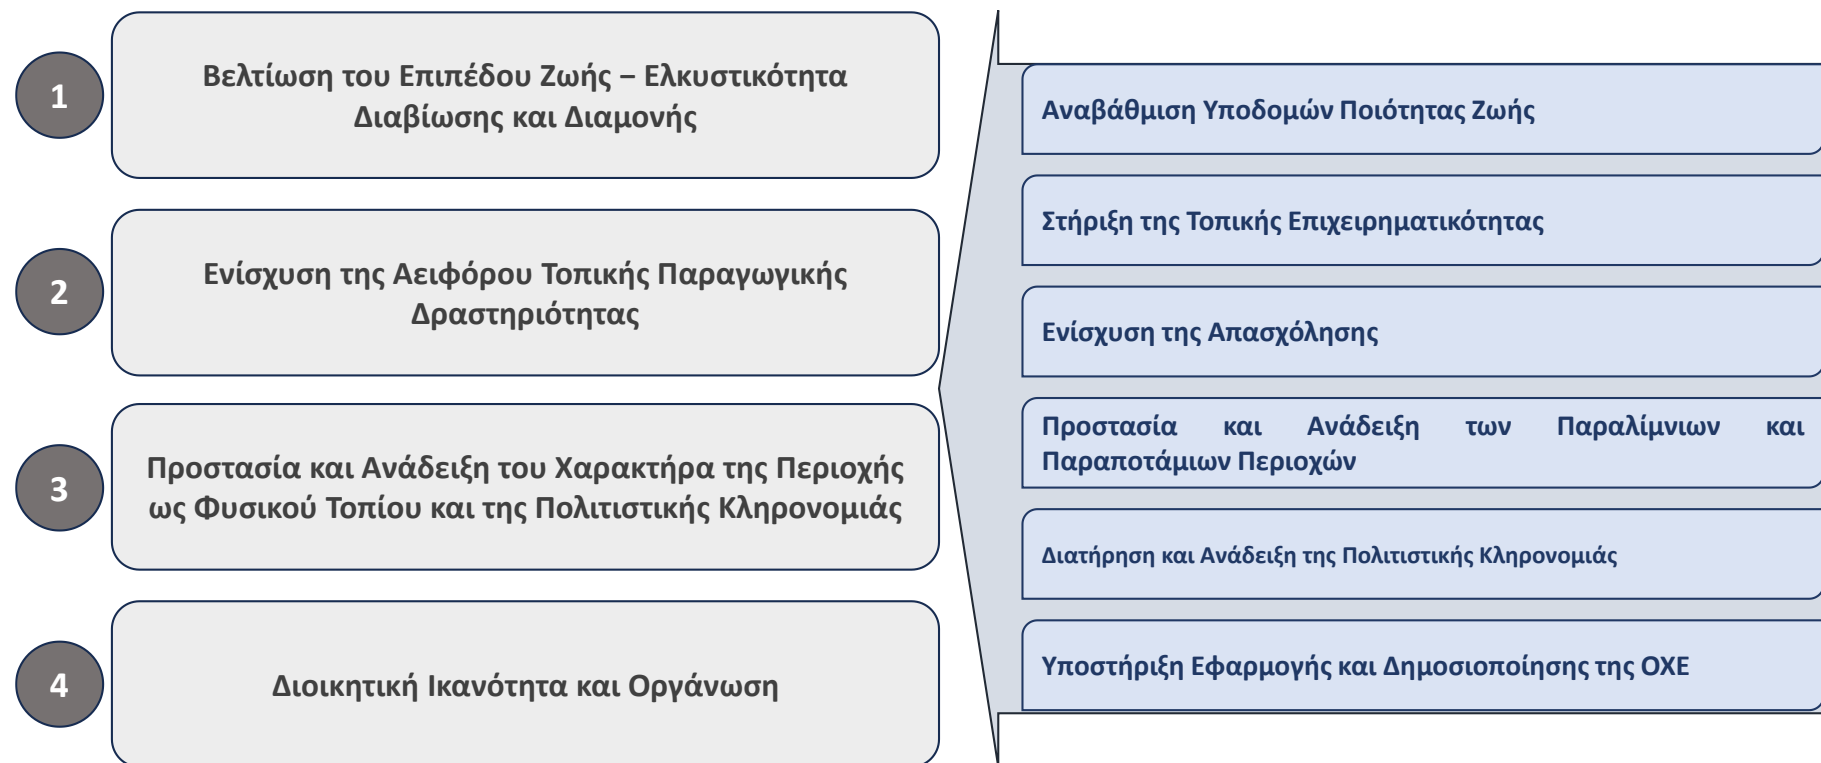 1
Βελτίωση του Επιπέδου Ζωής – Ελκυστικότητα
Διαβίωσης και Διαμονής
2
Ενίσχυση της Αειφόρου Τοπικής Παραγωγικής
Δραστηριότητας
3
Προστασία και Ανάδειξη του Χαρακτήρα της Περιοχής
ως Φυσικού Τοπίου και της Πολιτιστικής Κληρονομιάς
4
Διοικητική Ικανότητα και Οργάνωση
Αναβάθμιση Υποδομών Ποιότητας Ζωής
Στήριξη της Τοπικής Επιχειρηματικότητας
Ενίσχυση της Απασχόλησης
Προστασία και Ανάδειξη των Παραλίμνιων και
Παραποτάμιων Περιοχών
Διατήρηση και Ανάδειξη της Πολιτιστικής Κληρονομιάς
Υποστήριξη Εφαρμογής και Δημοσιοποίησης της ΟΧΕ